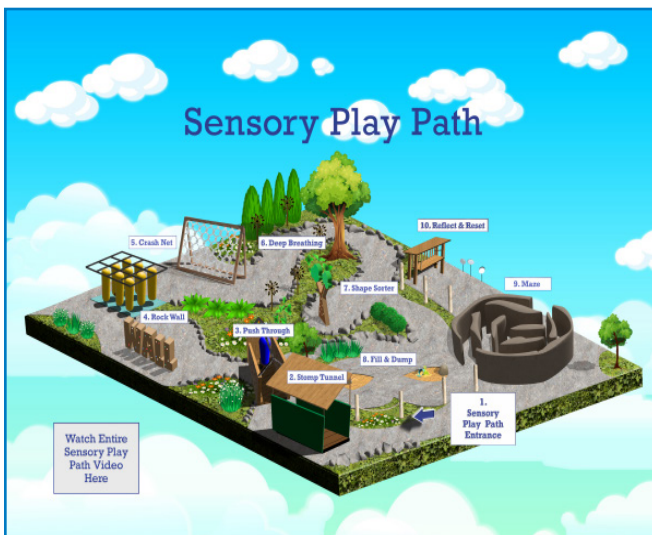 Sensory Play Path
10. Reflect & Reset
5. Crash Net
6. Deep Breathing
9. Maze
7. Shape Sorter
4. Rock Wall
3. Push Through
WALL
8. Fill & Dump
2. Stomp Tunnel
1.
Sensory
Play Path
Entrance
Watch Entire
Sensory Play
Path Video
Here